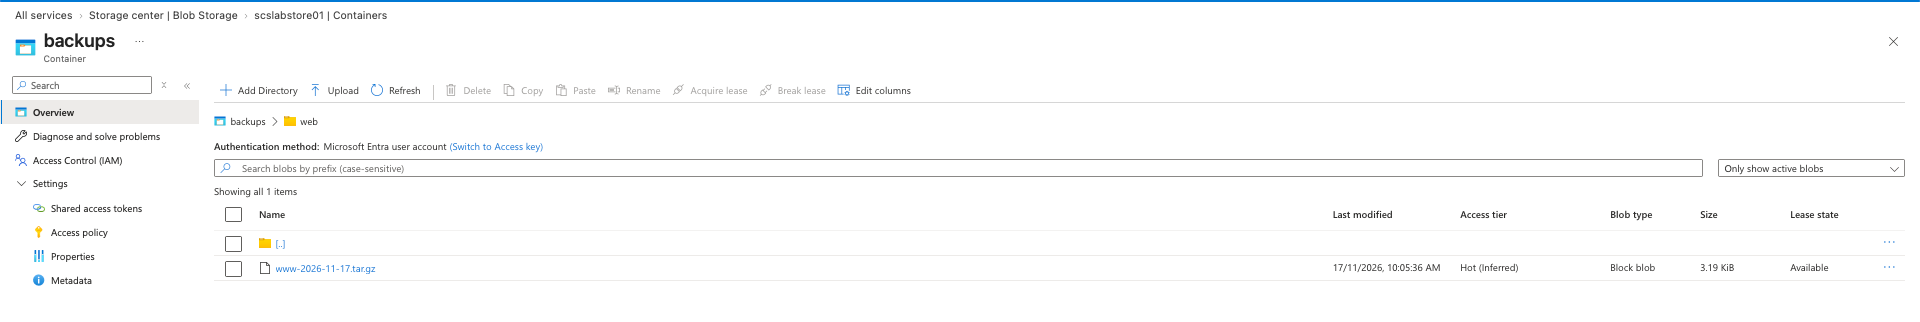 All services › Storage center | Blob Storage › scslabstore01 | Containers
backups ...
Container
Search
Overview
Diagnose and solve problems
Access Control (IAM)
Settings
Shared access tokens
Access policy
Properties
Metadata
Add Directory Upload Refresh Delete Copy Paste Rename Acquire lease Break lease Edit columns
backups > web
Authentication method: Microsoft Entra user account (Switch to Access key)
Search blobs by prefix (case-sensitive) Only show active blobs
Showing all 1 items
Name Last modified Access tier Blob type Size Lease state
[..] ...
www-2026-11-17.tar.gz 17/11/2026, 10:05:36 AM Hot (Inferred) Block blob 3.19 KiB Available ...